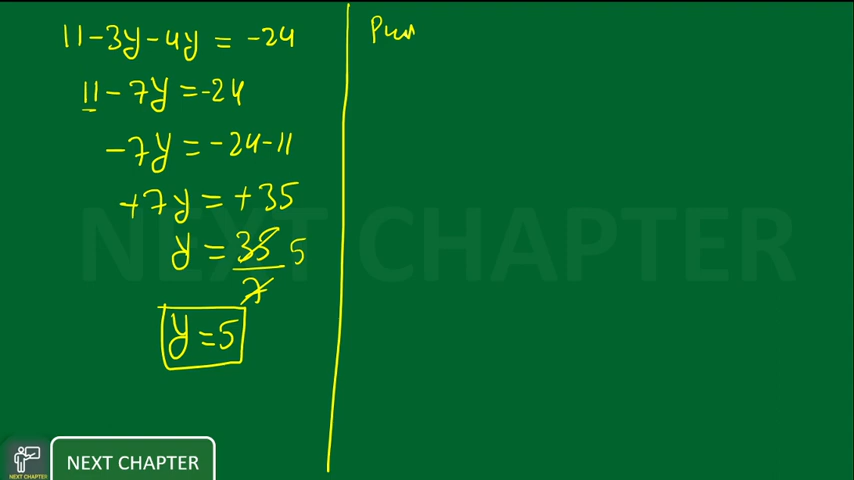 11-3y-4y = -24
11-7y = -24
-7y = -24-11
+7y = +35
y = 35/7 5
y = 5
NEXT CHAPTER
NEXT CHAPTER
NEXT CHAPTER